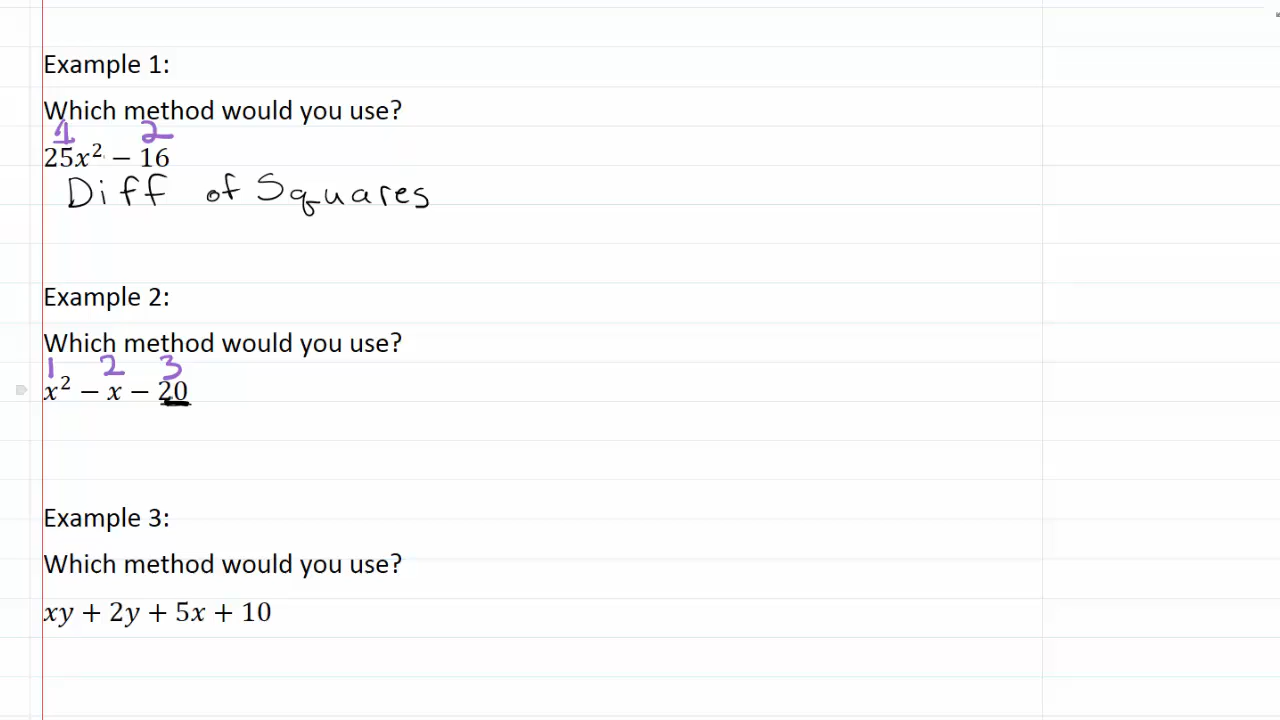 Example 1:
Which method would you use?
1 2
25x² − 16
Diff of Squares
Example 2:
Which method would you use?
1 2 3
x² − x − 20
Example 3:
Which method would you use?
xy + 2y + 5x + 10